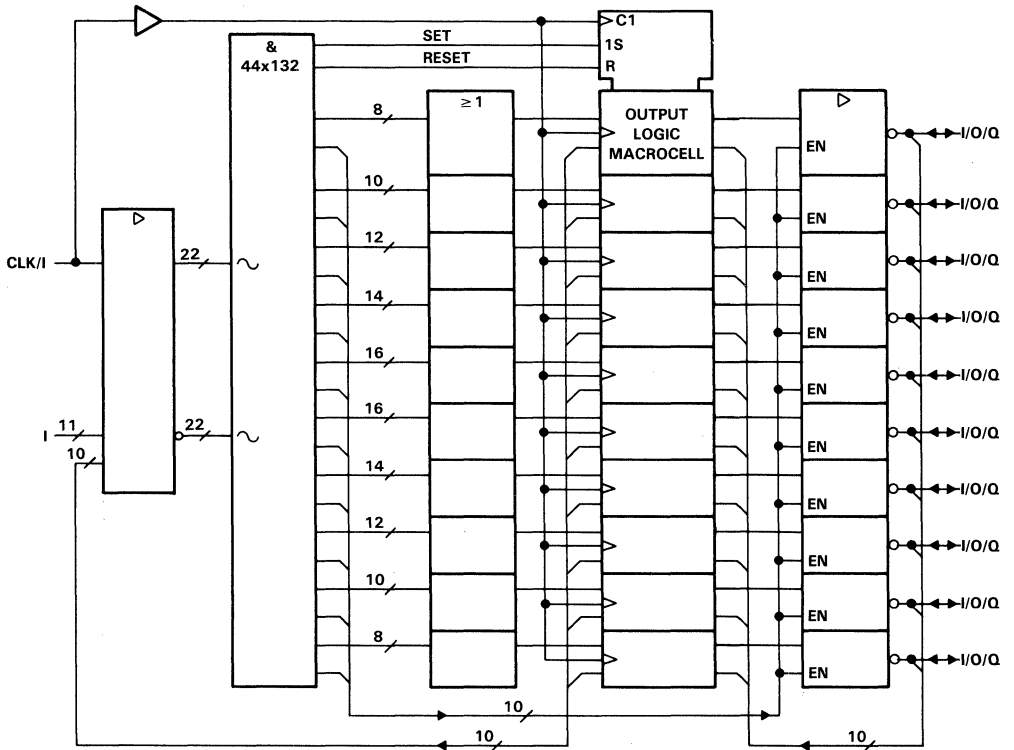 C1
SET
1S
RESET
R
&
44x132
≥ 1
OUTPUT
LOGIC
MACROCELL
8
I/O/Q
EN
10
I/O/Q
EN
12
I/O/Q
CLK/I
22
EN
14
I/O/Q
EN
16
I/O/Q
EN
16
I/O/Q
I
11
22
EN
10
14
I/O/Q
EN
12
I/O/Q
EN
10
I/O/Q
EN
8
I/O/Q
EN
10
10
10